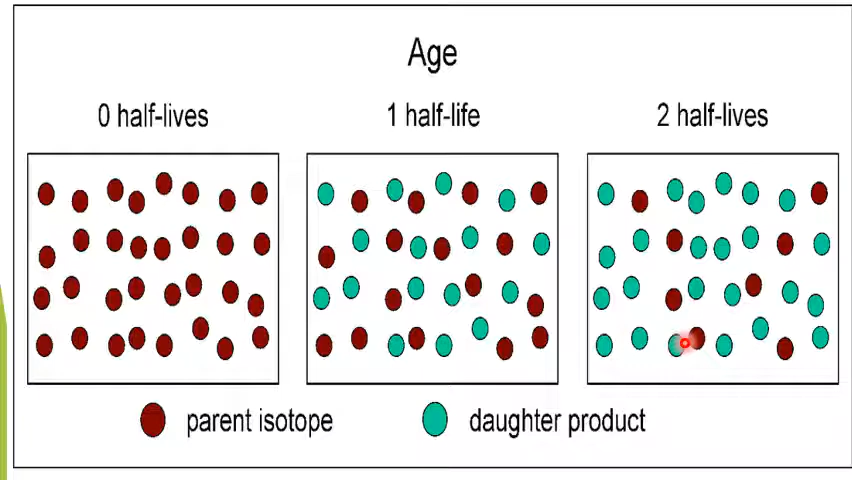 Age
0 half-lives 1 half-life 2 half-lives
parent isotope daughter product